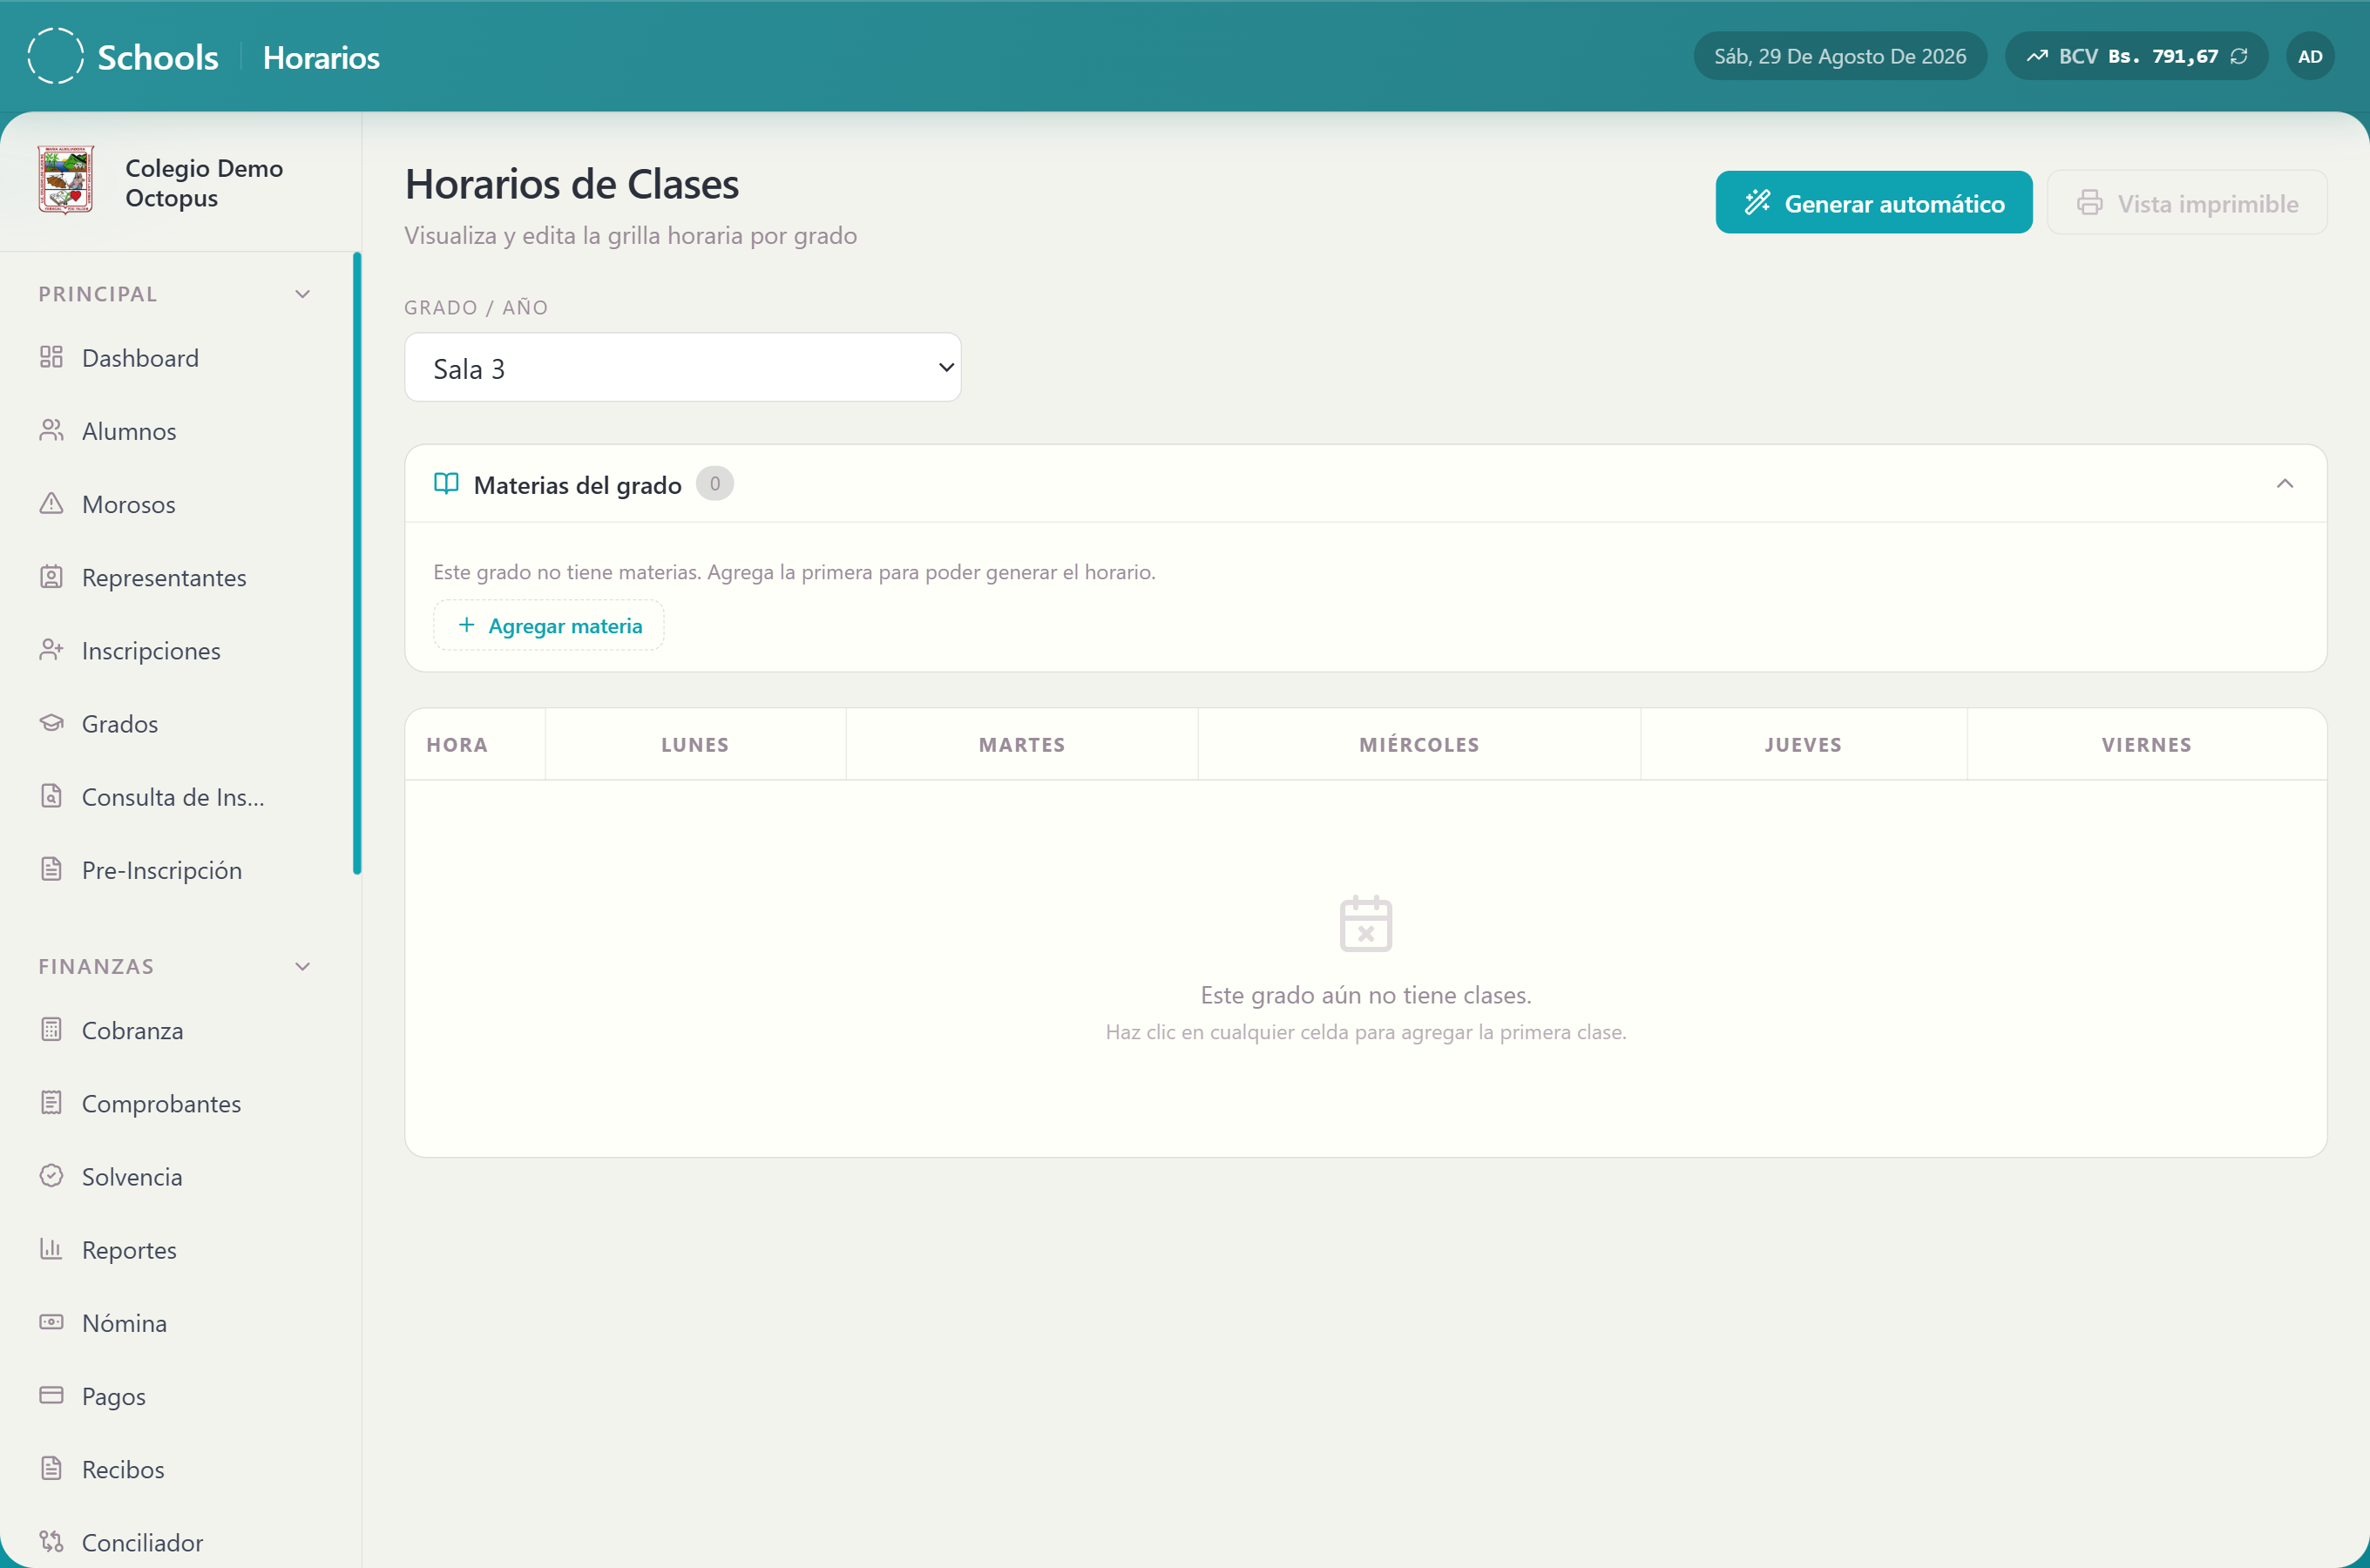 Schools
Horarios
Sáb, 29 De Agosto De 2026
BCV Bs. 791,67
AD
Colegio Demo
Octopus
PRINCIPAL
Dashboard
Alumnos
Morosos
Representantes
Inscripciones
Grados
Consulta de Ins...
Pre-Inscripción
FINANZAS
Cobranza
Comprobantes
Solvencia
Reportes
Nómina
Pagos
Recibos
Conciliador
Horarios de Clases
Visualiza y edita la grilla horaria por grado
Generar automático
Vista imprimible
GRADO / AÑO
Sala 3
Materias del grado 0
Este grado no tiene materias. Agrega la primera para poder generar el horario.
Agregar materia
HORA LUNES MARTES MIÉRCOLES JUEVES VIERNES
Este grado aún no tiene clases.
Haz clic en cualquier celda para agregar la primera clase.